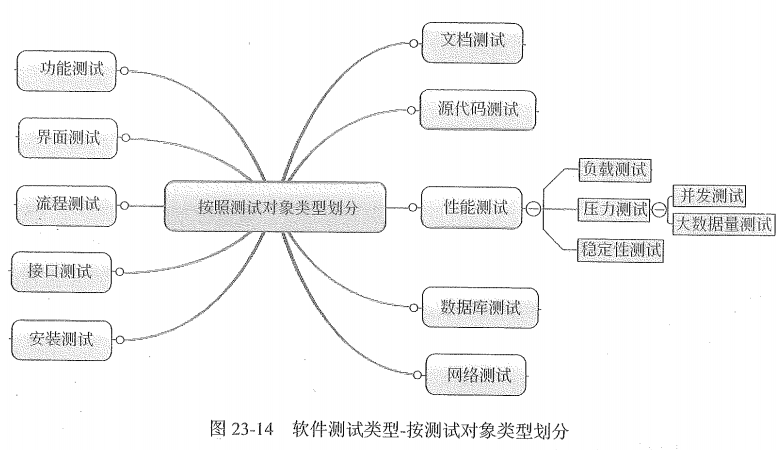 功能测试
界面测试
流程测试
接口测试
安装测试
按照测试对象类型划分
文档测试
源代码测试
性能测试
负载测试
压力测试
并发测试
大数据量测试
稳定性测试
数据库测试
网络测试
图 23-14 软件测试类型-按测试对象类型划分